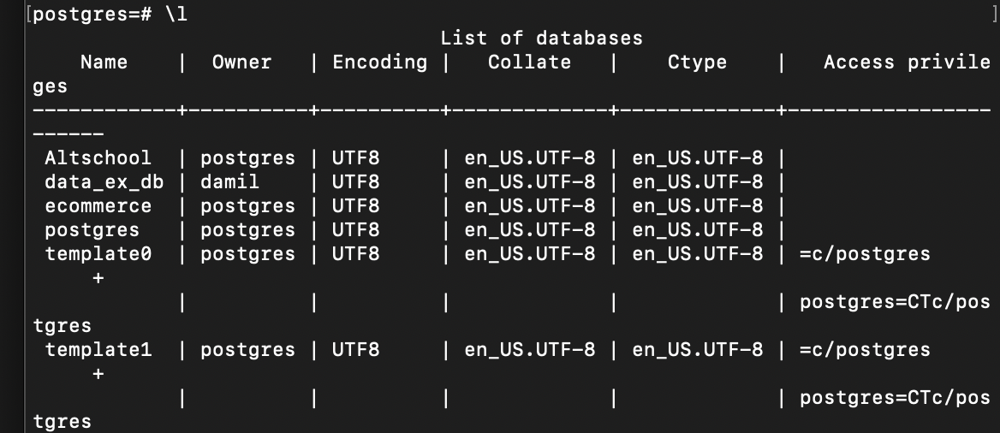 [postgres=# \l ]
List of databases
Name | Owner | Encoding | Collate | Ctype | Access privile
ges
------------+----------+----------+-------------+-------------+-----------------
------
Altschool | postgres | UTF8 | en_US.UTF-8 | en_US.UTF-8 |
data_ex_db | damil | UTF8 | en_US.UTF-8 | en_US.UTF-8 |
ecommerce | postgres | UTF8 | en_US.UTF-8 | en_US.UTF-8 |
postgres | postgres | UTF8 | en_US.UTF-8 | en_US.UTF-8 |
template0 | postgres | UTF8 | en_US.UTF-8 | en_US.UTF-8 | =c/postgres
+
| | | | | postgres=CTc/pos
tgres
template1 | postgres | UTF8 | en_US.UTF-8 | en_US.UTF-8 | =c/postgres
+
| | | | | postgres=CTc/pos
tgres